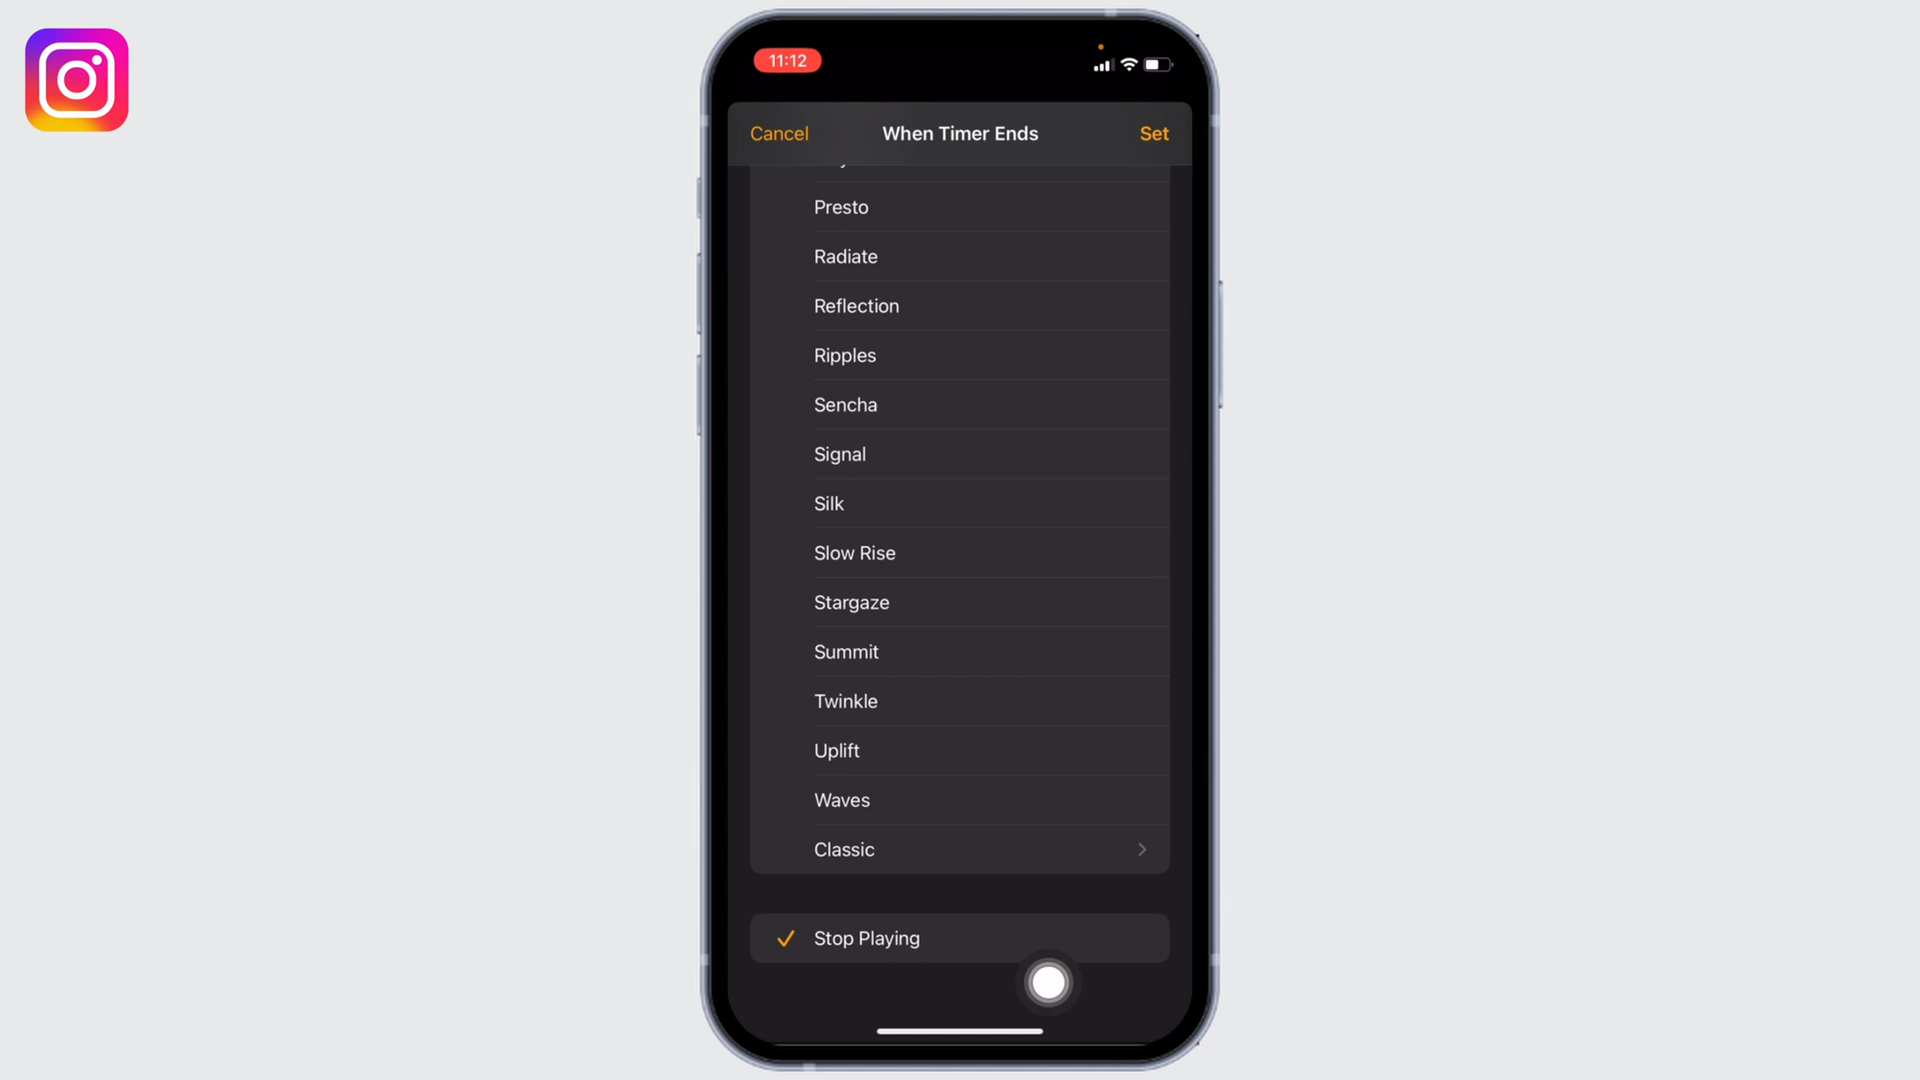 11:12
Cancel When Timer Ends Set
Presto
Radiate
Reflection
Ripples
Sencha
Signal
Silk
Slow Rise
Stargaze
Summit
Twinkle
Uplift
Waves
Classic
Stop Playing